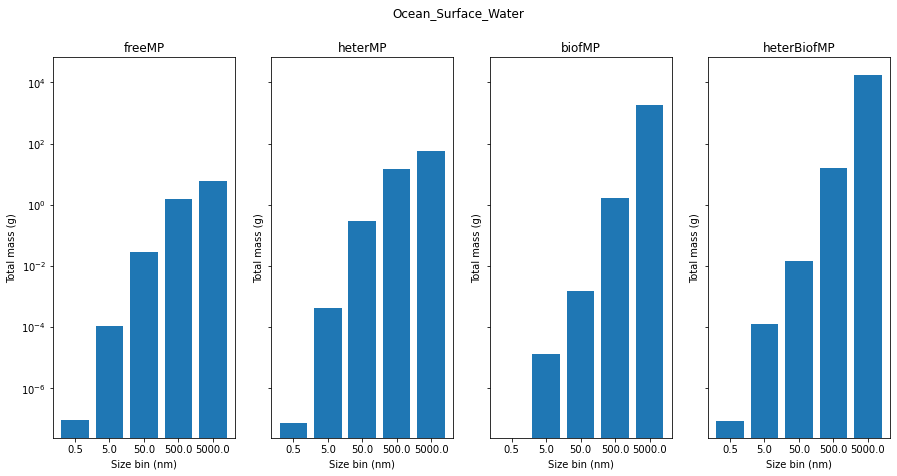 Ocean_Surface_Water
freeMP
heterMP
biofMP
heterBiofMP
Total mass (g)
10^4
10^2
10^0
10^-2
10^-4
10^-6
0.5 5.0 50.0 500.0 5000.0
Size bin (nm)
Total mass (g)
0.5 5.0 50.0 500.0 5000.0
Size bin (nm)
Total mass (g)
0.5 5.0 50.0 500.0 5000.0
Size bin (nm)
Total mass (g)
0.5 5.0 50.0 500.0 5000.0
Size bin (nm)